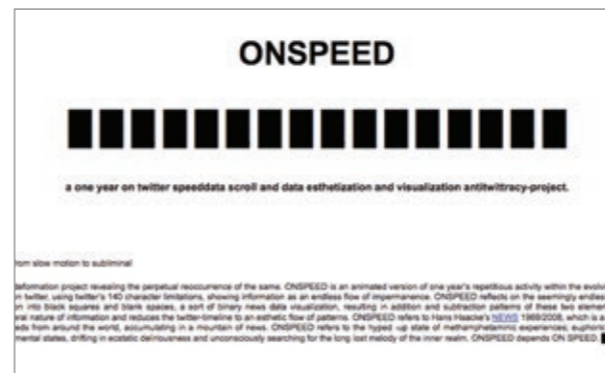 ONSPEED
a one year on twitter speeddata scroll and data esthetization and visualization antitwittracy-project.
rom slow motion to subliminal
deformation project revealing the perpetual reoccurrence of the same. ONSPEED is an animated version of one year's repetitious activity within the evolv
n twitter, using twitter's 140 character limitations, showing information as an endless flow of impermanence. ONSPEED reflects on the seemingly endles
n into black squares and blank spaces, a sort of binary news data visualization, resulting in addition and subtraction patterns of these two elemen
ral nature of information and reduces the twitter-timeline to an esthetic flow of patterns. ONSPEED refers to Hans Haacke's NEWS 1969/2008, which is a
eds from around the world, accumulating in a mountain of news. ONSPEED refers to the hyped up state of methamphetaminic experiences, euphoric
mental states, drifting in ecstatic delirousness and unconsciously searching for the long lost melody of the inner realm. ONSPEED depends ON SPEED.